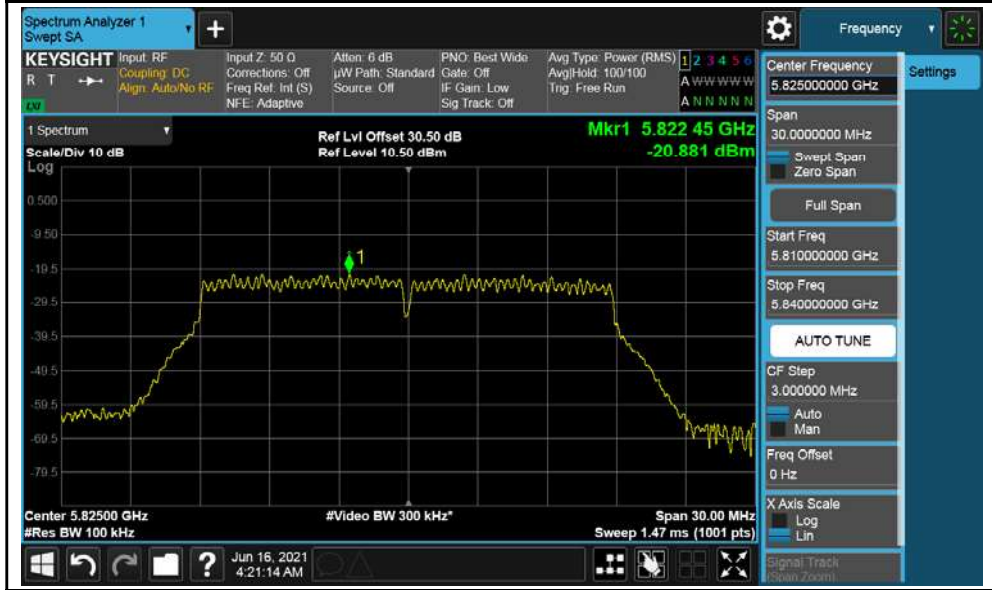 Spectrum Analyzer 1
Swept SA
+
Frequency
KEYSIGHT
R T
LXI
Input: RF
Coupling: DC
Align: Auto/No RF
Input Z: 50 Ω
Corrections: Off
Freq Ref: Int (S)
NFE: Adaptive
Atten: 6 dB
µW Path: Standard
Source: Off
PNO: Best Wide
Gate: Off
IF Gain: Low
Sig Track: Off
Avg Type: Power (RMS)
Avg|Hold: 100/100
Trig: Free Run
1 2 3 4 5 6
A W W W W W
A N N N N N
1 Spectrum
Scale/Div 10 dB
Log
Ref Lvl Offset 30.50 dB
Ref Level 10.50 dBm
Mkr1 5.822 45 GHz
-20.881 dBm
0.500
-9.50
-19.5
-29.5
-39.5
-49.5
-59.5
-69.5
-79.5
1
Center 5.82500 GHz
#Res BW 100 kHz
#Video BW 300 kHz*
Span 30.00 MHz
Sweep 1.47 ms (1001 pts)
?
Jun 16, 2021
4:21:14 AM
Center Frequency
5.825000000 GHz
Span
30.0000000 MHz
Swept Span
Zero Span
Full Span
Start Freq
5.810000000 GHz
Stop Freq
5.840000000 GHz
AUTO TUNE
CF Step
3.000000 MHz
Auto
Man
Freq Offset
0 Hz
X Axis Scale
Log
Lin
Signal Track
(Span Zoom)
Settings